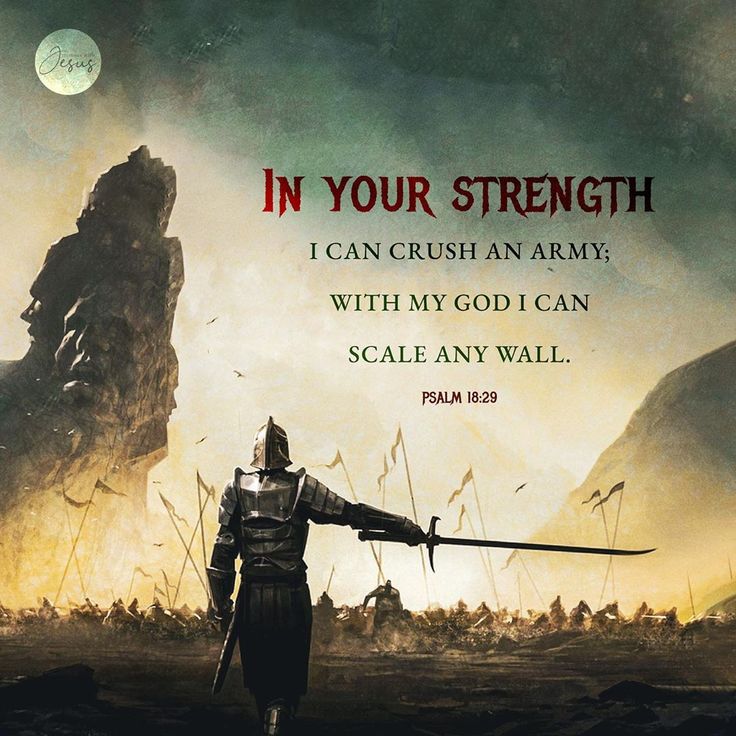 Jesus
IN YOUR STRENGTH
I CAN CRUSH AN ARMY;
WITH MY GOD I CAN
SCALE ANY WALL.
PSALM 18:29